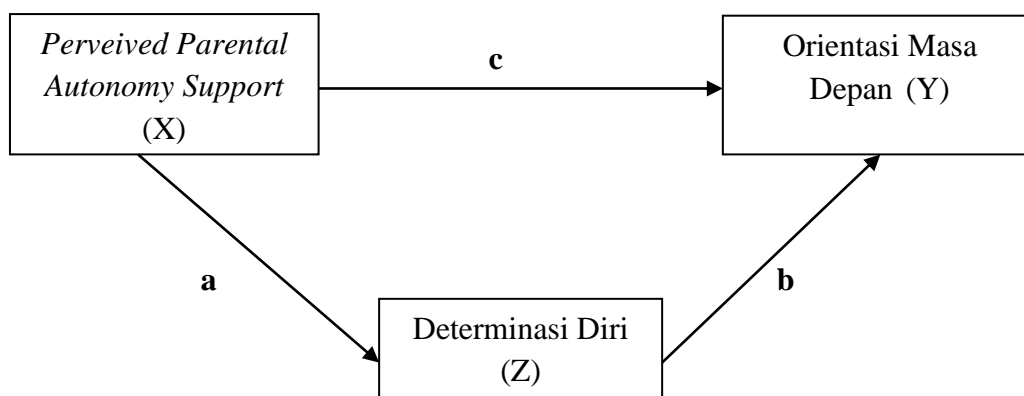 Perveived Parental
Autonomy Support
(X)
c
Orientasi Masa
Depan (Y)
a
b
Determinasi Diri
(Z)